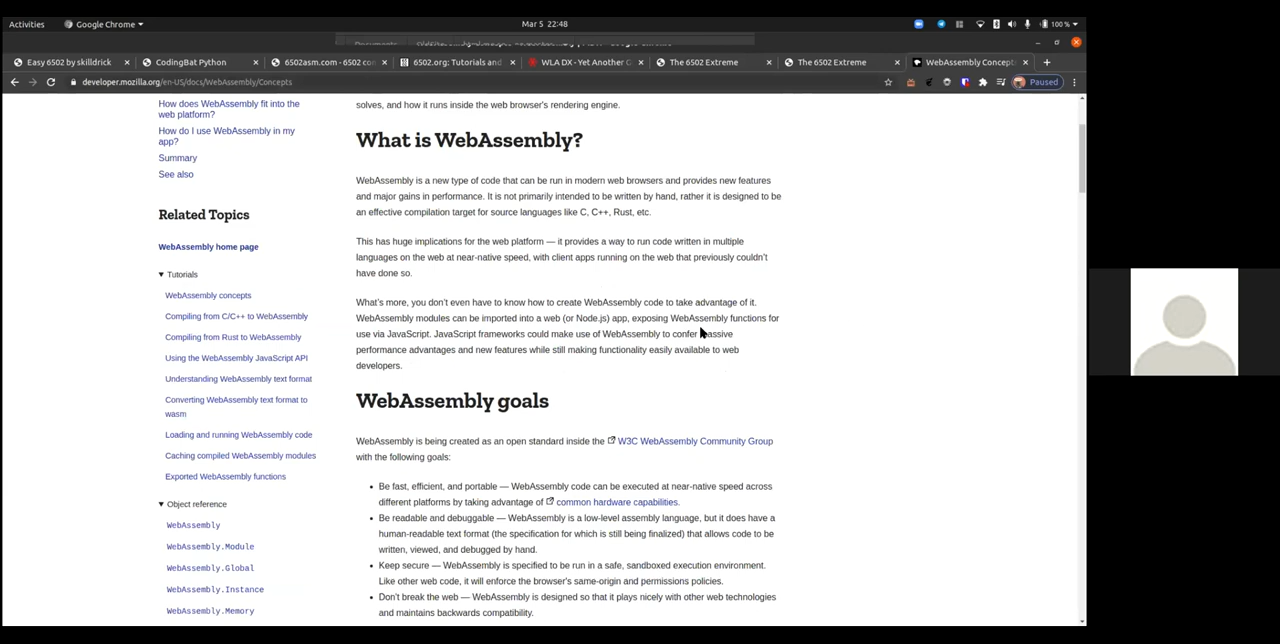 Activities
Google Chrome
Mar 5 22:48
100 %
Documents
Google Chrome
Easy 6502 by skilldrick
CodingBat Python
6502asm.com - 6502 co
6502.org: Tutorials and
WLA DX - Yet Another G
The 6502 Extreme
The 6502 Extreme
WebAssembly Concept
developer.mozilla.org/en-US/docs/WebAssembly/Concepts
Paused
How does WebAssembly fit into the
web platform?
How do I use WebAssembly in my
app?
Summary
See also
Related Topics
WebAssembly home page
Tutorials
WebAssembly concepts
Compiling from C/C++ to WebAssembly
Compiling from Rust to WebAssembly
Using the WebAssembly JavaScript API
Understanding WebAssembly text format
Converting WebAssembly text format to
wasm
Loading and running WebAssembly code
Caching compiled WebAssembly modules
Exported WebAssembly functions
Object reference
WebAssembly
WebAssembly.Module
WebAssembly.Global
WebAssembly.Instance
WebAssembly.Memory
solves, and how it runs inside the web browser's rendering engine.
What is WebAssembly?
WebAssembly is a new type of code that can be run in modern web browsers and provides new features
and major gains in performance. It is not primarily intended to be written by hand, rather it is designed to be
an effective compilation target for source languages like C, C++, Rust, etc.
This has huge implications for the web platform — it provides a way to run code written in multiple
languages on the web at near-native speed, with client apps running on the web that previously couldn't
have done so.
What's more, you don't even have to know how to create WebAssembly code to take advantage of it.
WebAssembly modules can be imported into a web (or Node.js) app, exposing WebAssembly functions for
use via JavaScript. JavaScript frameworks could make use of WebAssembly to confer massive
performance advantages and new features while still making functionality easily available to web
developers.
WebAssembly goals
WebAssembly is being created as an open standard inside the W3C WebAssembly Community Group
with the following goals:
• Be fast, efficient, and portable — WebAssembly code can be executed at near-native speed across
different platforms by taking advantage of common hardware capabilities.
• Be readable and debuggable — WebAssembly is a low-level assembly language, but it does have a
human-readable text format (the specification for which is still being finalized) that allows code to be
written, viewed, and debugged by hand.
• Keep secure — WebAssembly is specified to be run in a safe, sandboxed execution environment.
Like other web code, it will enforce the browser's same-origin and permissions policies.
• Don't break the web — WebAssembly is designed so that it plays nicely with other web technologies
and maintains backwards compatibility.